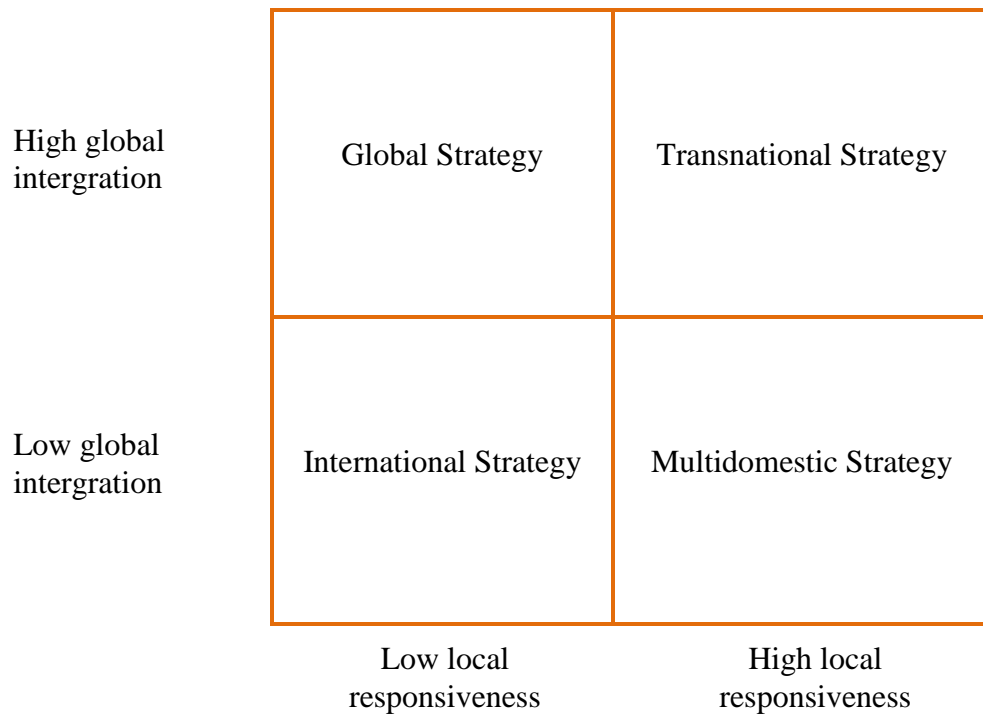 High global
intergration
Global Strategy
Transnational Strategy
Low global
intergration
International Strategy
Multidomestic Strategy
Low local
responsiveness
High local
responsiveness